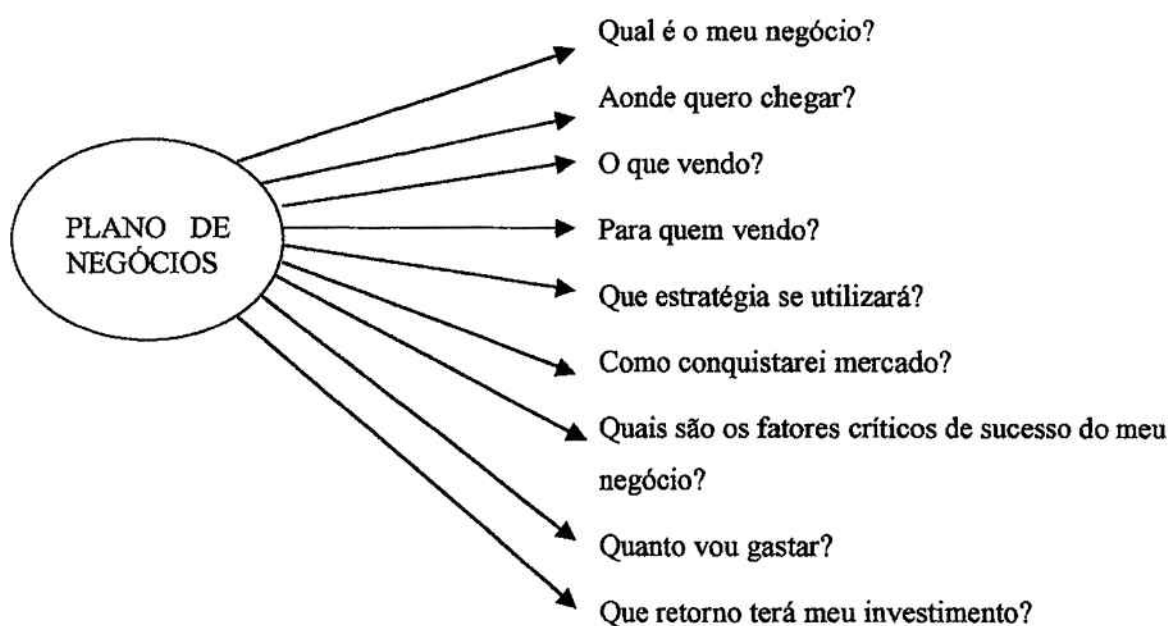 PLANO DE
NEGÓCIOS
Qual é o meu negócio?
Aonde quero chegar?
O que vendo?
Para quem vendo?
Que estratégia se utilizará?
Como conquistarei mercado?
Quais são os fatores críticos de sucesso do meu
negócio?
Quanto vou gastar?
Que retorno terá meu investimento?